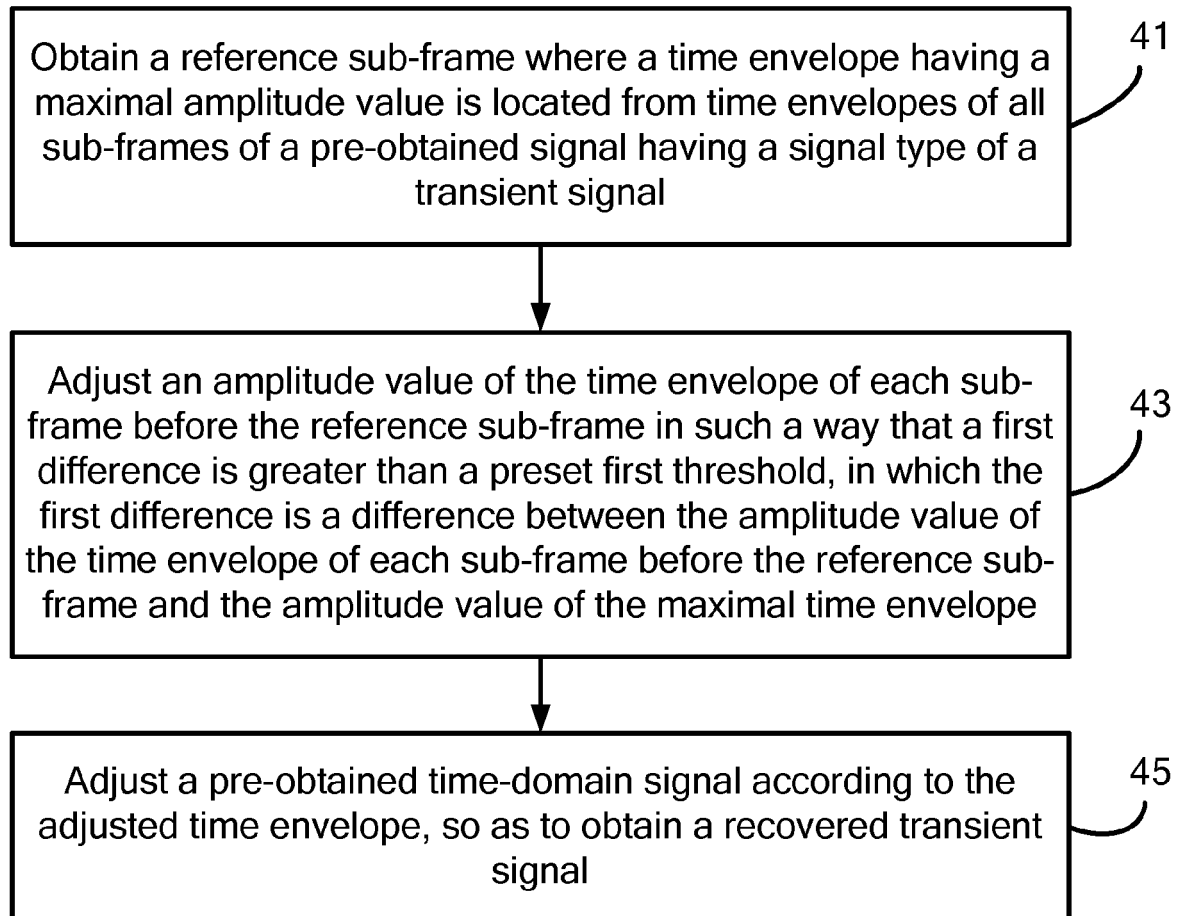 41
Obtain a reference sub-frame where a time envelope having a
maximal amplitude value is located from time envelopes of all
sub-frames of a pre-obtained signal having a signal type of a
transient signal
Adjust an amplitude value of the time envelope of each sub-
frame before the reference sub-frame in such a way that a first
difference is greater than a preset first threshold, in which the
first difference is a difference between the amplitude value of
the time envelope of each sub-frame before the reference sub-
frame and the amplitude value of the maximal time envelope
43
Adjust a pre-obtained time-domain signal according to the
adjusted time envelope, so as to obtain a recovered transient
signal
45